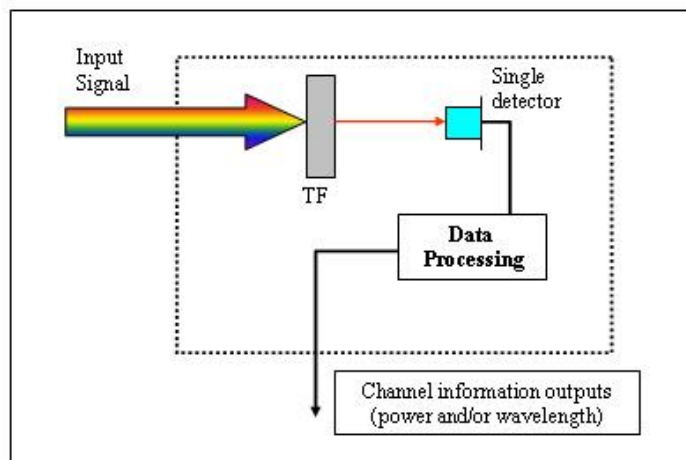 Input
Signal
Single
detector
TF
Data
Processing
Channel information outputs
(power and/or wavelength)